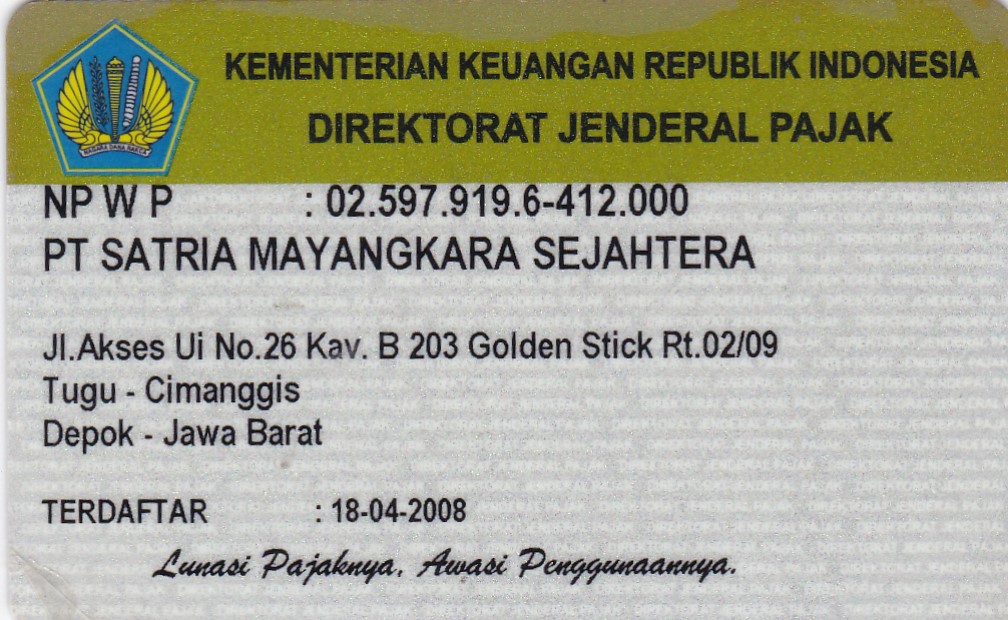 KEMENTERIAN KEUANGAN REPUBLIK INDONESIA
DIREKTORAT JENDERAL PAJAK
NAGARA DANA RAKCA
NP W P : 02.597.919.6-412.000
PT SATRIA MAYANGKARA SEJAHTERA
Jl.Akses Ui No.26 Kav. B 203 Golden Stick Rt.02/09
Tugu - Cimanggis
Depok - Jawa Barat
TERDAFTAR : 18-04-2008
Lunasi Pajaknya, Awasi Penggunaannya.